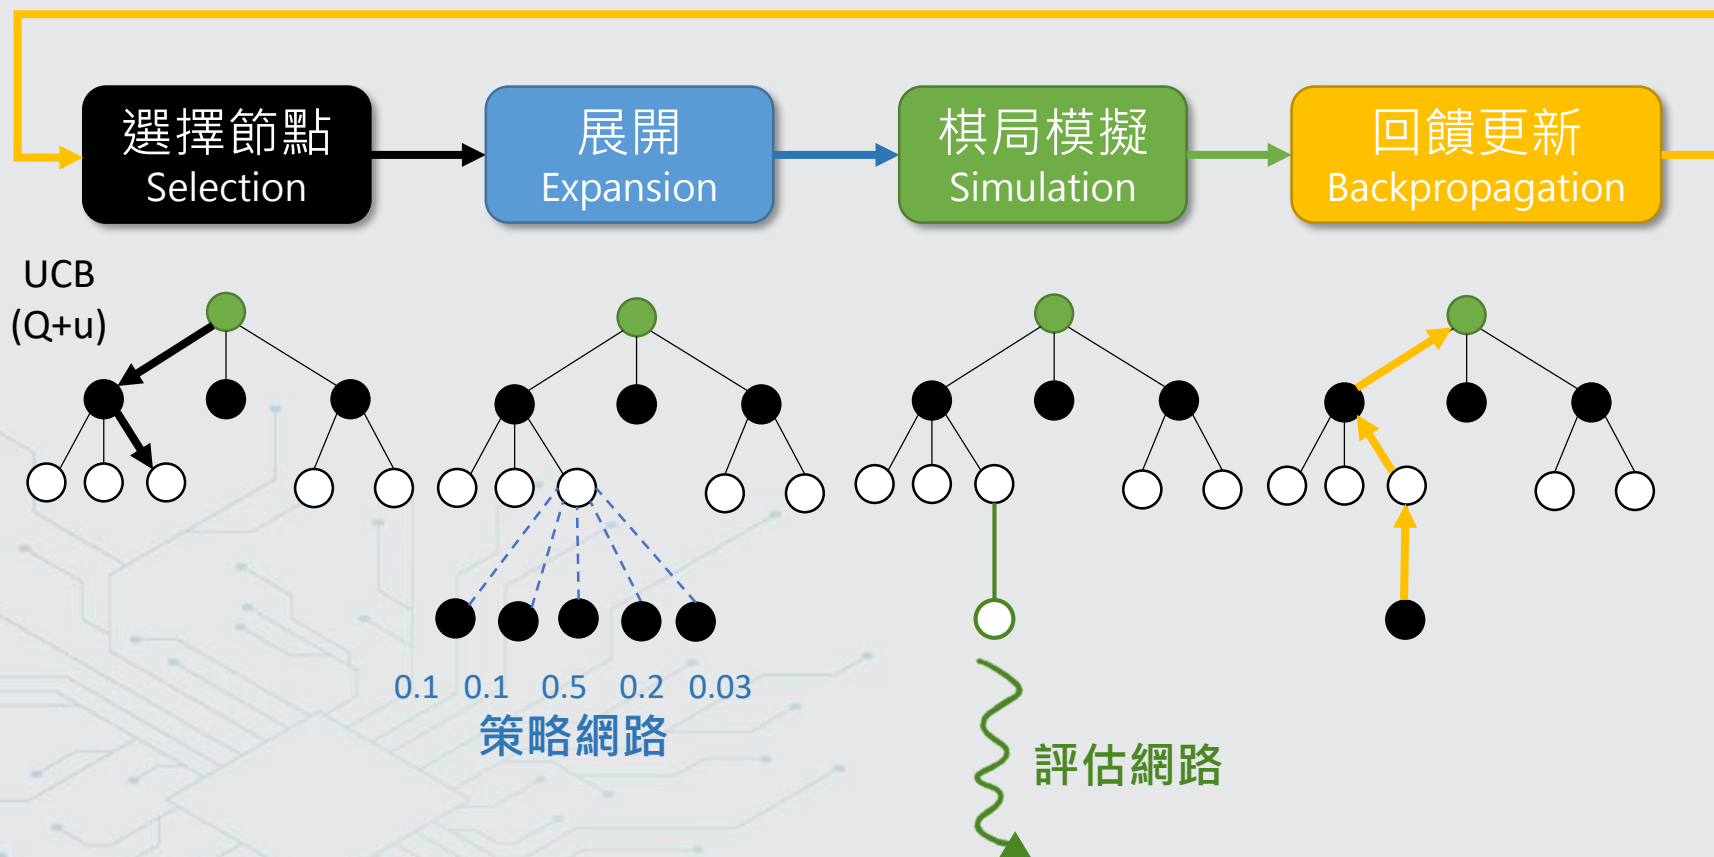 選擇節點
Selection
展開
Expansion
棋局模擬
Simulation
回饋更新
Backpropagation
UCB
(Q+u)
0.1 0.1 0.5 0.2 0.03
策略網路
評估網路